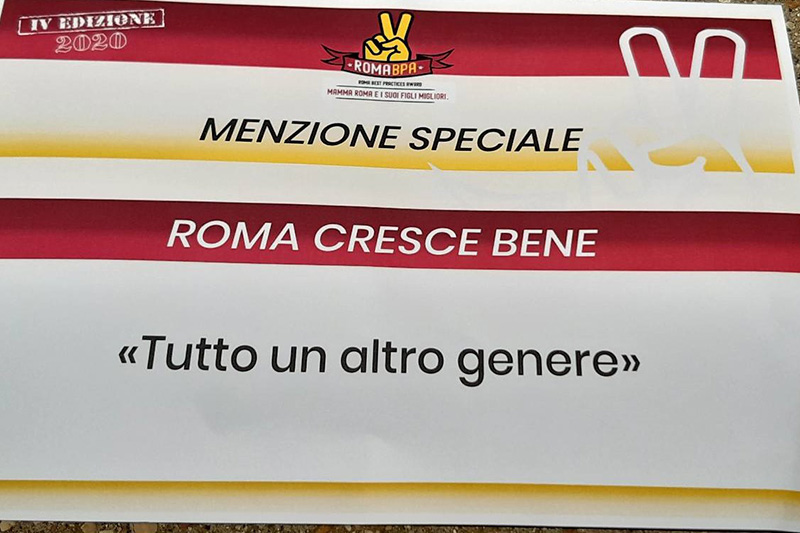 IV EDIZIONE
2020
ROMABPA
ROMA BEST PRACTICES AWARD
MAMMA ROMA E I SUOI FIGLI MIGLIORI.
MENZIONE SPECIALE
ROMA CRESCE BENE
«Tutto un altro genere»